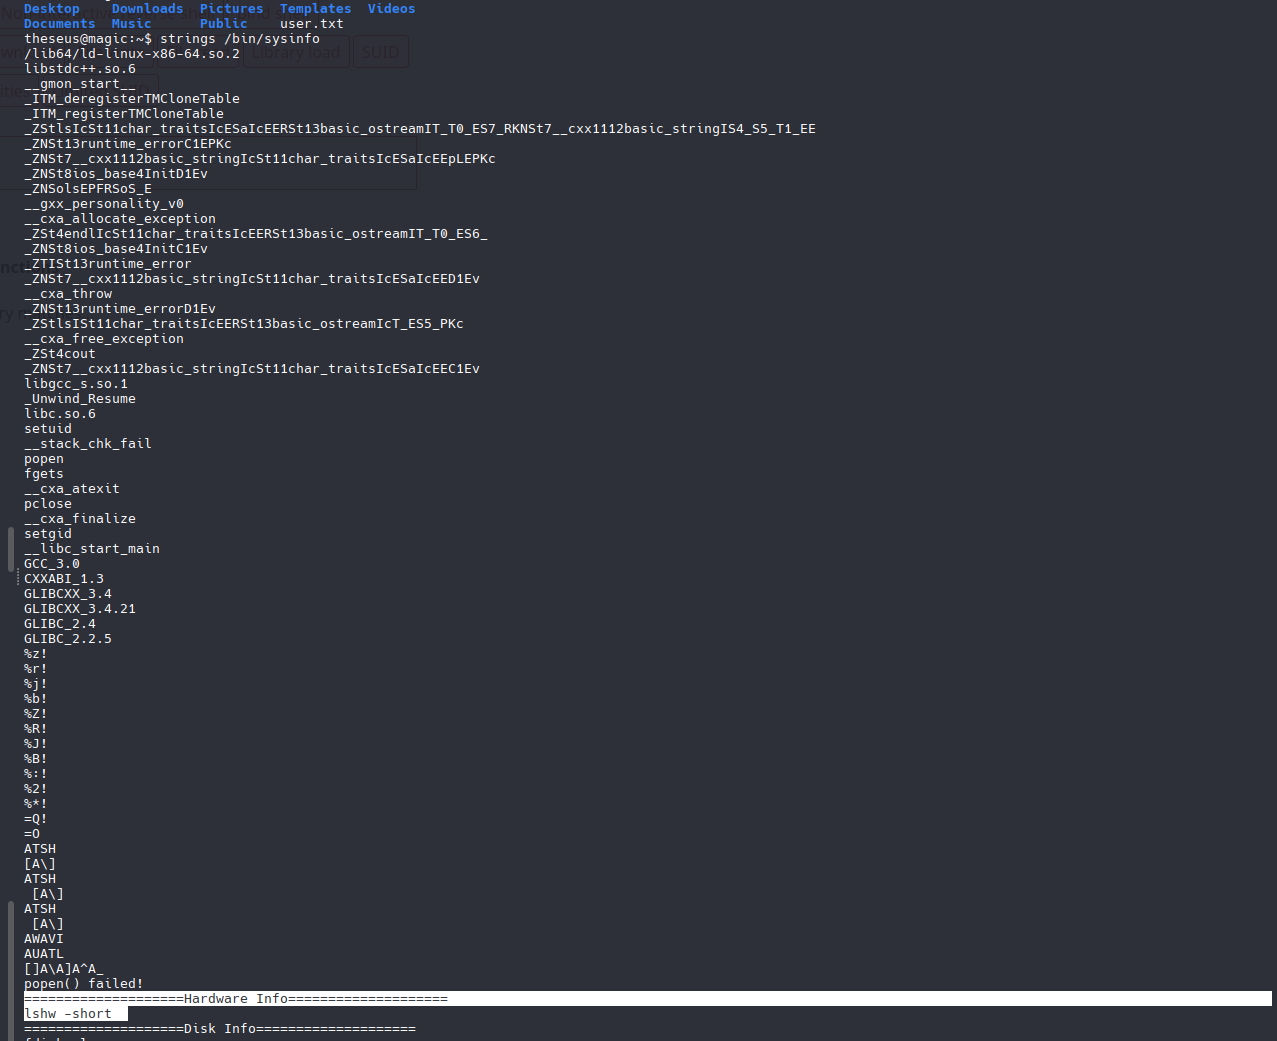 Desktop    Downloads  Pictures  Templates  Videos
Documents  Music      Public    user.txt
theseus@magic:~$ strings /bin/sysinfo
/lib64/ld-linux-x86-64.so.2
Library load SUID
libstdc++.so.6
__gmon_start__
_ITM_deregisterTMCloneTable
_ITM_registerTMCloneTable
_ZStlsIcSt11char_traitsIcESaIcEERSt13basic_ostreamIT_T0_ES7_RKNSt7__cxx1112basic_stringIS4_S5_T1_EE
_ZNSt13runtime_errorC1EPKc
_ZNSt7__cxx1112basic_stringIcSt11char_traitsIcESaIcEEpLEPKc
_ZNSt8ios_base4InitD1Ev
_ZNSolsEPFRSoS_E
__gxx_personality_v0
__cxa_allocate_exception
_ZSt4endlIcSt11char_traitsIcEERSt13basic_ostreamIT_T0_ES6_
_ZNSt8ios_base4InitC1Ev
_ZTISt13runtime_error
_ZNSt7__cxx1112basic_stringIcSt11char_traitsIcESaIcEED1Ev
__cxa_throw
_ZNSt13runtime_errorD1Ev
_ZStlsISt11char_traitsIcEERSt13basic_ostreamIcT_ES5_PKc
__cxa_free_exception
_ZSt4cout
_ZNSt7__cxx1112basic_stringIcSt11char_traitsIcESaIcEEC1Ev
libgcc_s.so.1
_Unwind_Resume
libc.so.6
setuid
__stack_chk_fail
popen
fgets
__cxa_atexit
pclose
__cxa_finalize
setgid
__libc_start_main
GCC_3.0
CXXABI_1.3
GLIBCXX_3.4
GLIBCXX_3.4.21
GLIBC_2.4
GLIBC_2.2.5
%z!
%r!
%j!
%b!
%Z!
%R!
%J!
%B!
%:!
%2!
%*!
=Q!
=O
ATSH
[A\]
ATSH
 [A\]
ATSH
 [A\]
AWAVI
AUATL
[]A\A]A^A_
popen() failed!
====================Hardware Info====================
lshw -short
====================Disk Info====================